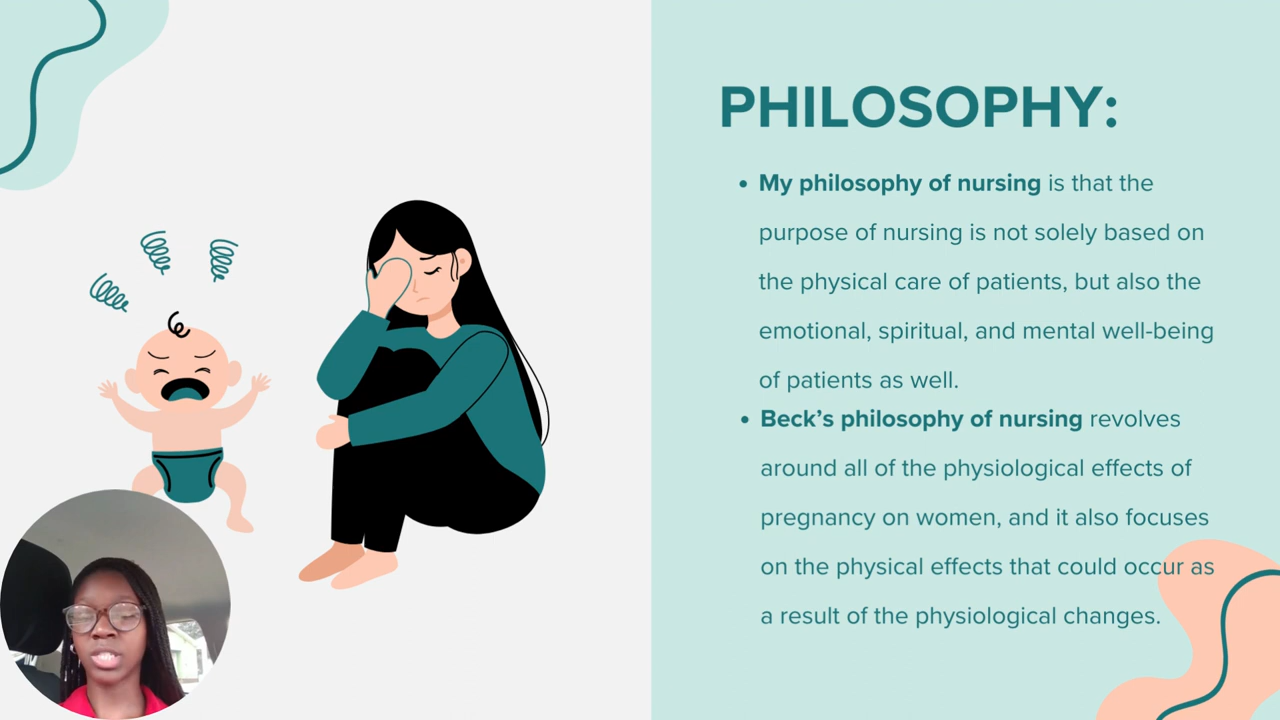 PHILOSOPHY:
• My philosophy of nursing is that the
purpose of nursing is not solely based on
the physical care of patients, but also the
emotional, spiritual, and mental well-being
of patients as well.
• Beck’s philosophy of nursing revolves
around all of the physiological effects of
pregnancy on women, and it also focuses
on the physical effects that could occur as
a result of the physiological changes.